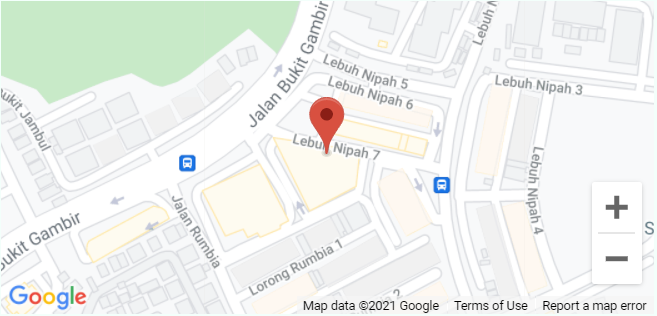 Jalan Bukit Gambir
Lebuh Nipah 5
Lebuh Nipah 6
Lebuh N
Lebuh Nipah 3
Bukit Jambul
Lebuh Nipah 7
Lebuh Nipah 4
Jalan Rumbia
Bukit Gambir
S
Lorong Rumbia 1
2
+
−
Google
Map data ©2021 Google Terms of Use Report a map error